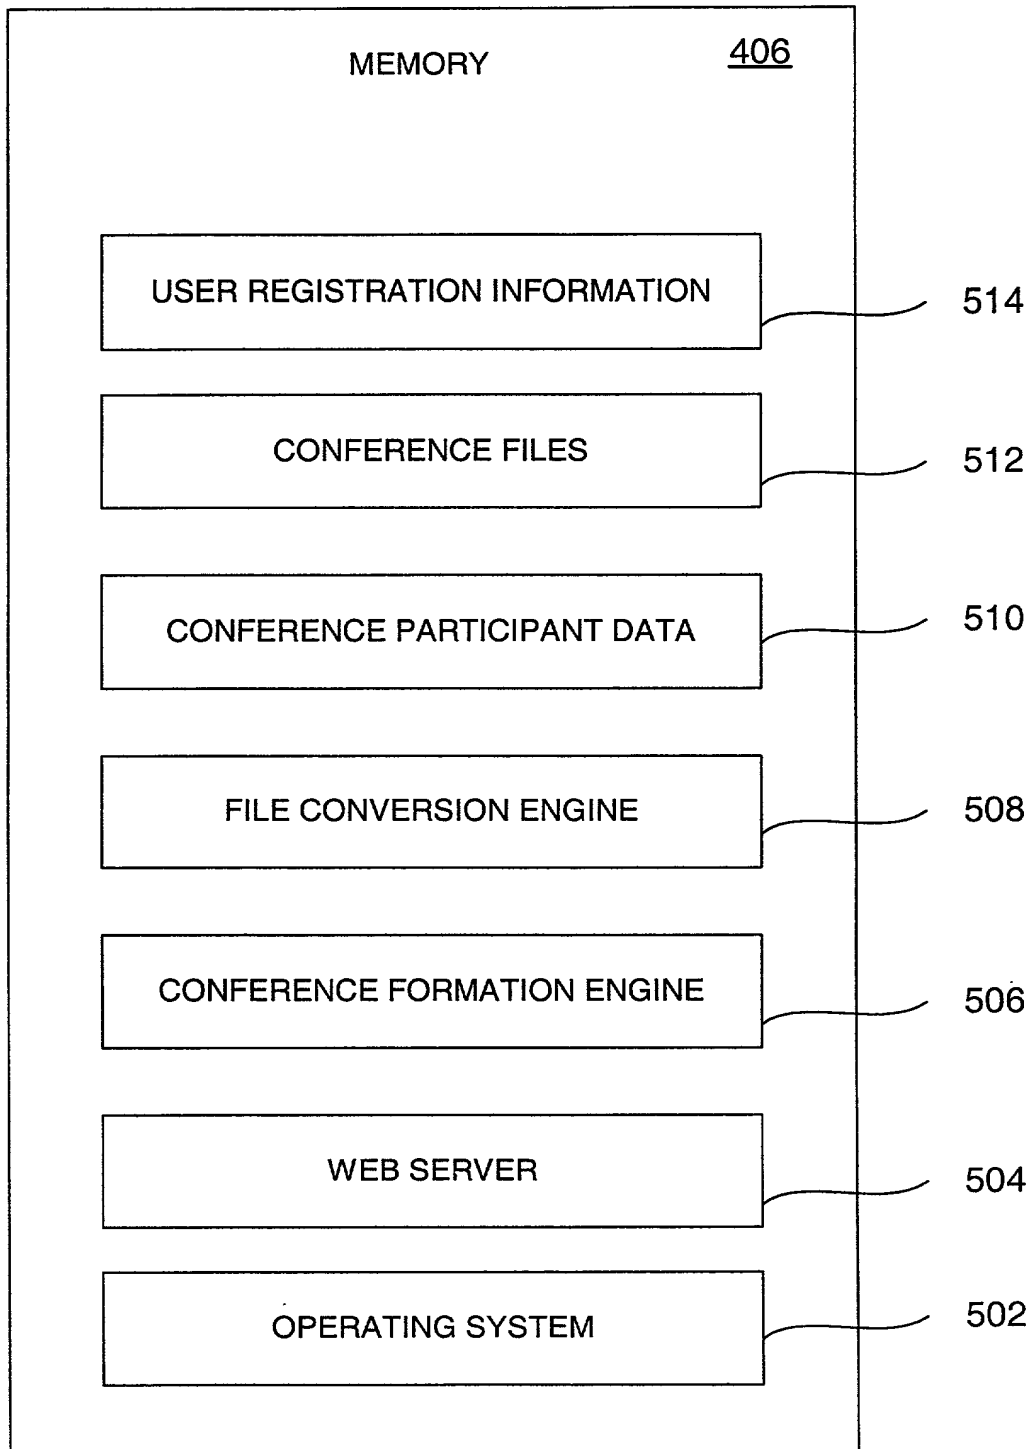 MEMORY 406
USER REGISTRATION INFORMATION 514
CONFERENCE FILES 512
CONFERENCE PARTICIPANT DATA 510
FILE CONVERSION ENGINE 508
CONFERENCE FORMATION ENGINE 506
WEB SERVER 504
OPERATING SYSTEM 502